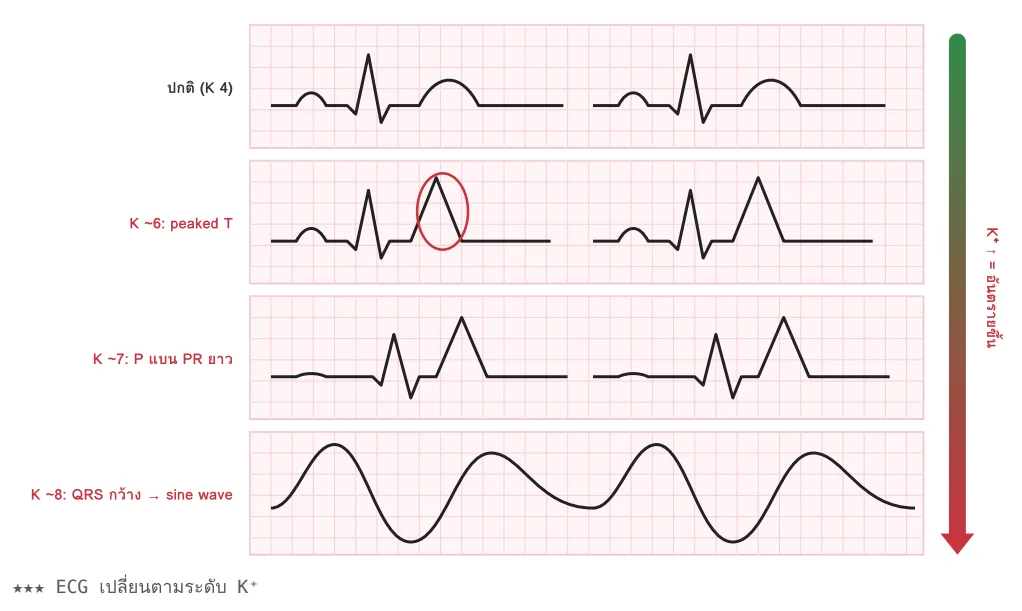 ปกติ (K 4)
K ~6: peaked T
K ~7: P แบน PR ยาว
K ~8: QRS กว้าง → sine wave
K⁺ ↑ = อันตรายขึ้น
★★★ ECG เปลี่ยนตามระดับ K⁺